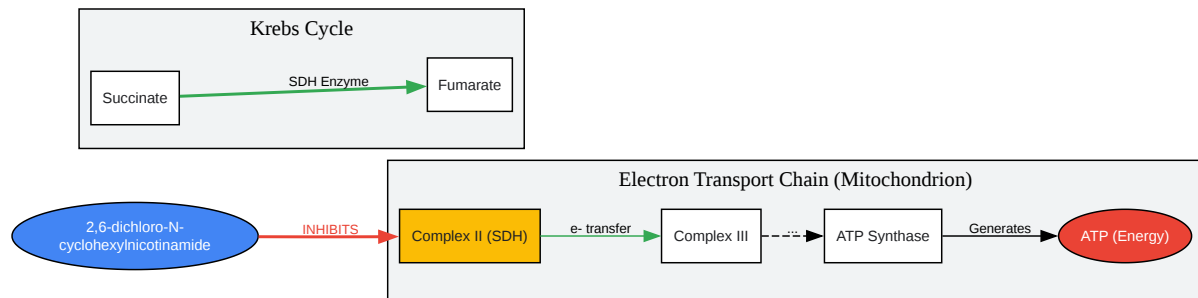 Krebs Cycle
SDH Enzyme
Succinate
Fumarate
Electron Transport Chain (Mitochondrion)
2,6-dichloro-N-
cyclohexylnicotinamide
INHIBITS
Complex II (SDH)
e- transfer
Complex III
...
ATP Synthase
Generates
ATP (Energy)